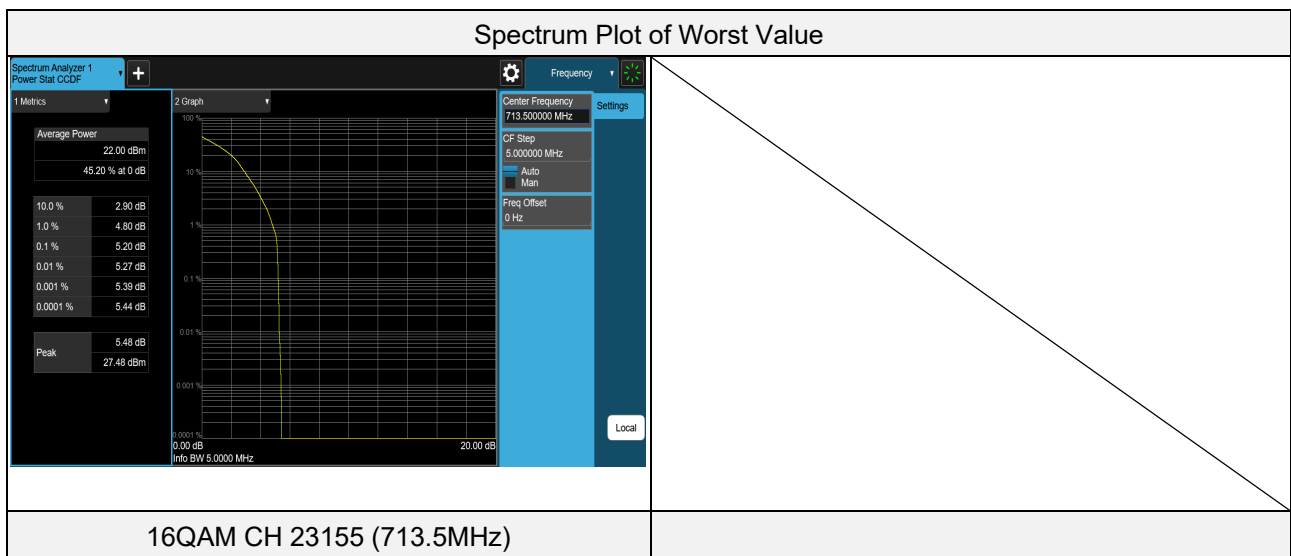 Spectrum Plot of Worst Value
Spectrum Analyzer 1
Power Stat CCDF
+
Frequency
1 Metrics
Average Power
22.00 dBm
45.20 % at 0 dB
10.0 % 2.90 dB
1.0 % 4.80 dB
0.1 % 5.20 dB
0.01 % 5.27 dB
0.001 % 5.39 dB
0.0001 % 5.44 dB
Peak
5.48 dB
27.48 dBm
2 Graph
100 %
10 %
1 %
0.1 %
0.01 %
0.001 %
0.0001 %
0.00 dB 20.00 dB
Info BW 5.0000 MHz
Center Frequency
713.500000 MHz
CF Step
5.000000 MHz
Auto
Man
Freq Offset
0 Hz
Settings
Local
16QAM CH 23155 (713.5MHz)